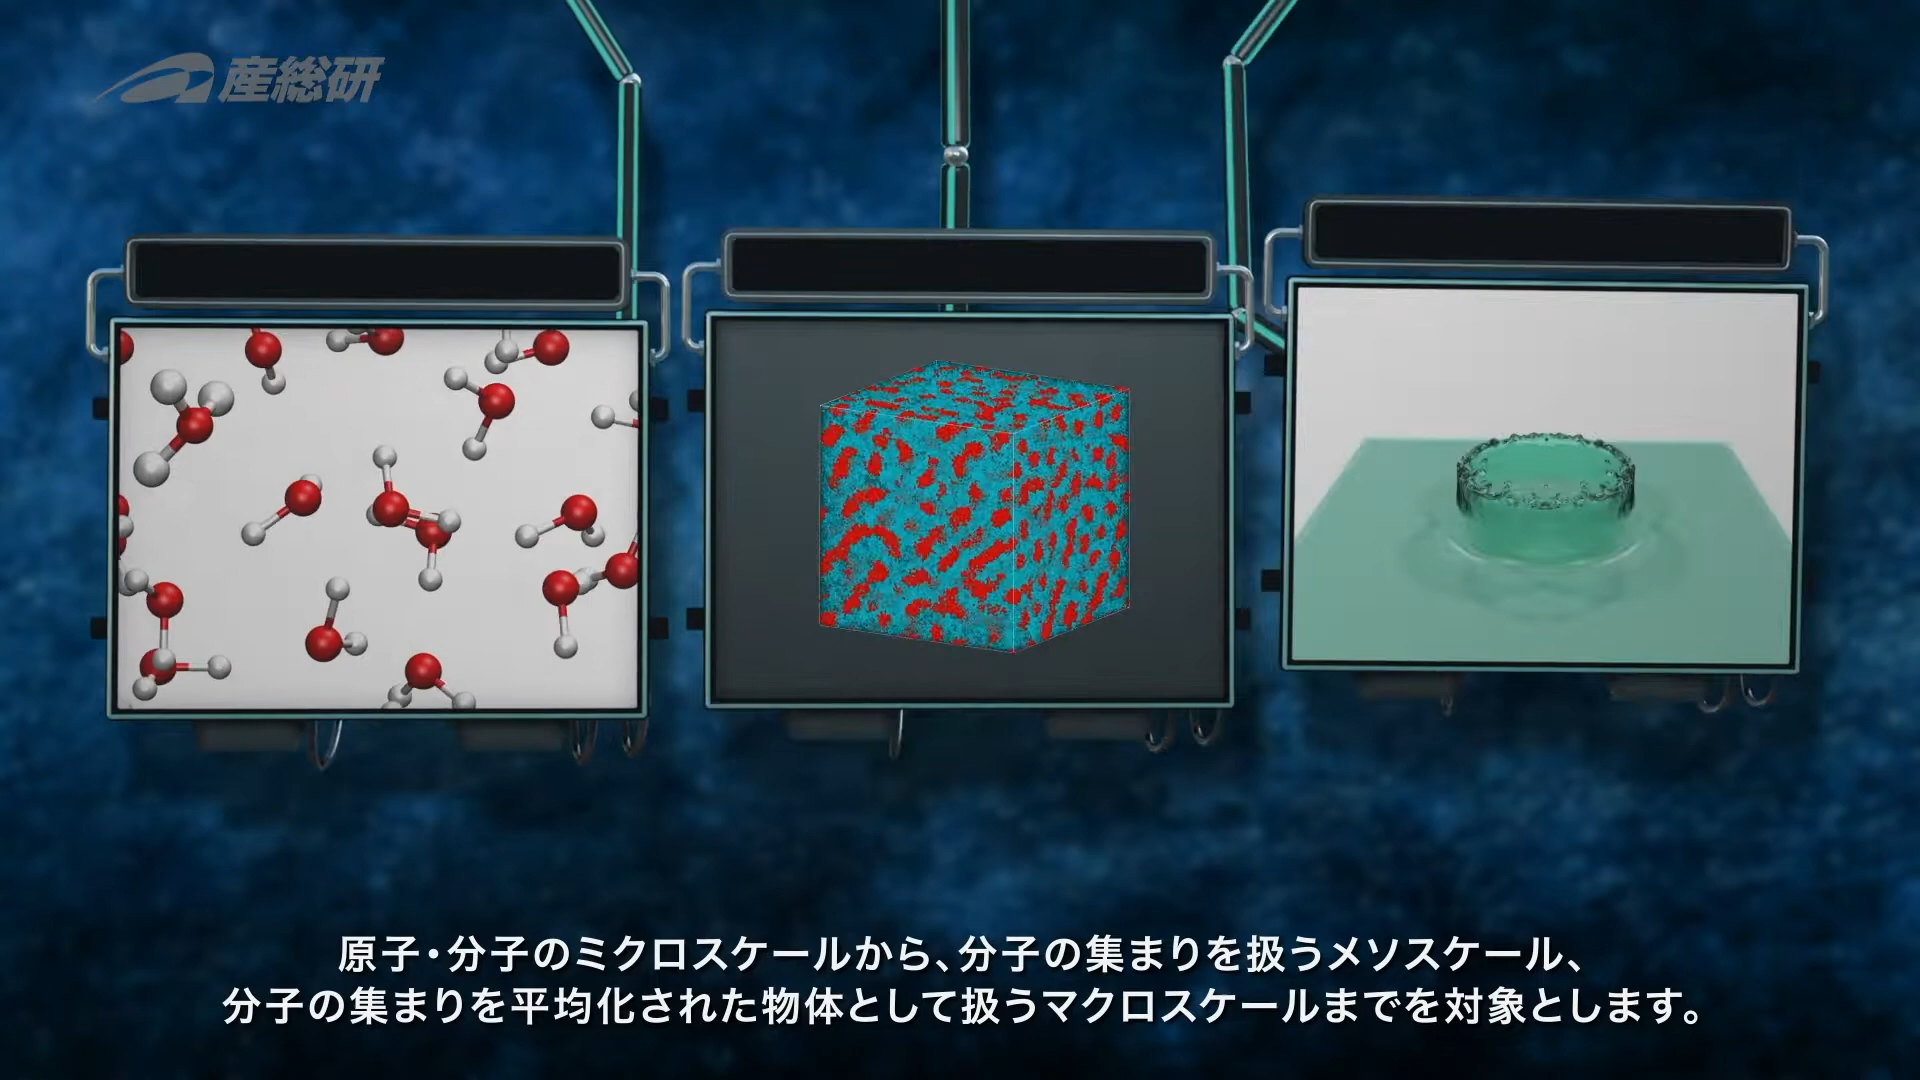 産総研
原子・分子のミクロスケールから、分子の集まりを扱うメソスケール、
分子の集まりを平均化された物体として扱うマクロスケールまでを対象とします。